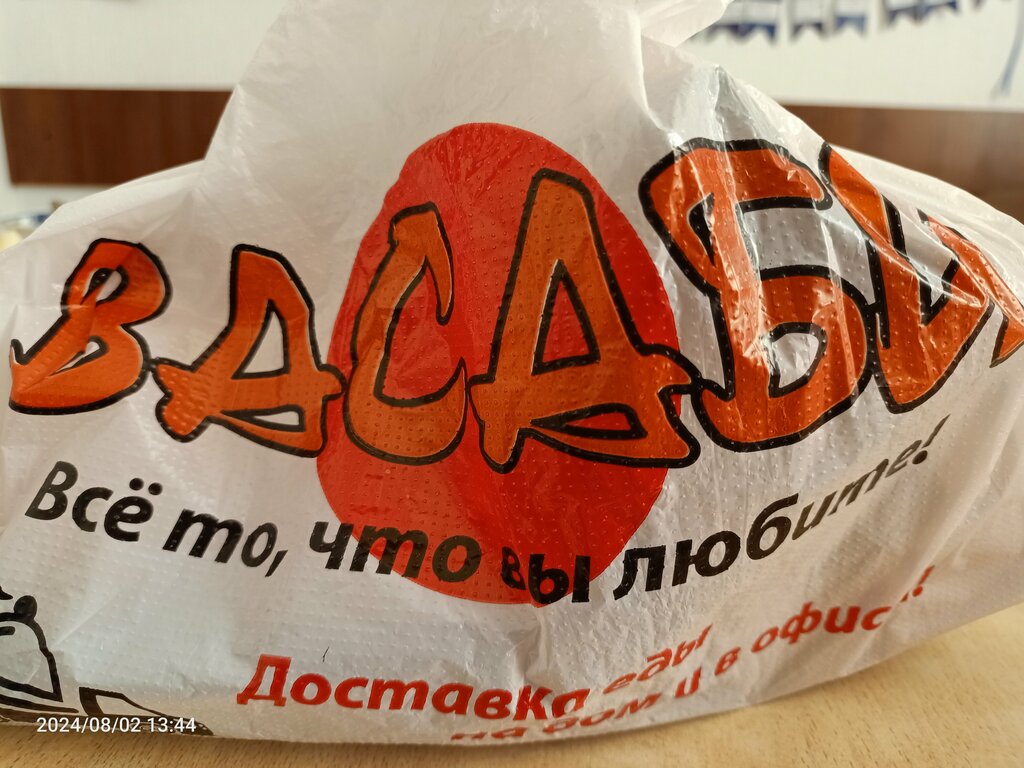 ВАСАБИ
Всё то, что вы любите!
Доставка еды
на дом и в офис!
2024/08/02 13:44